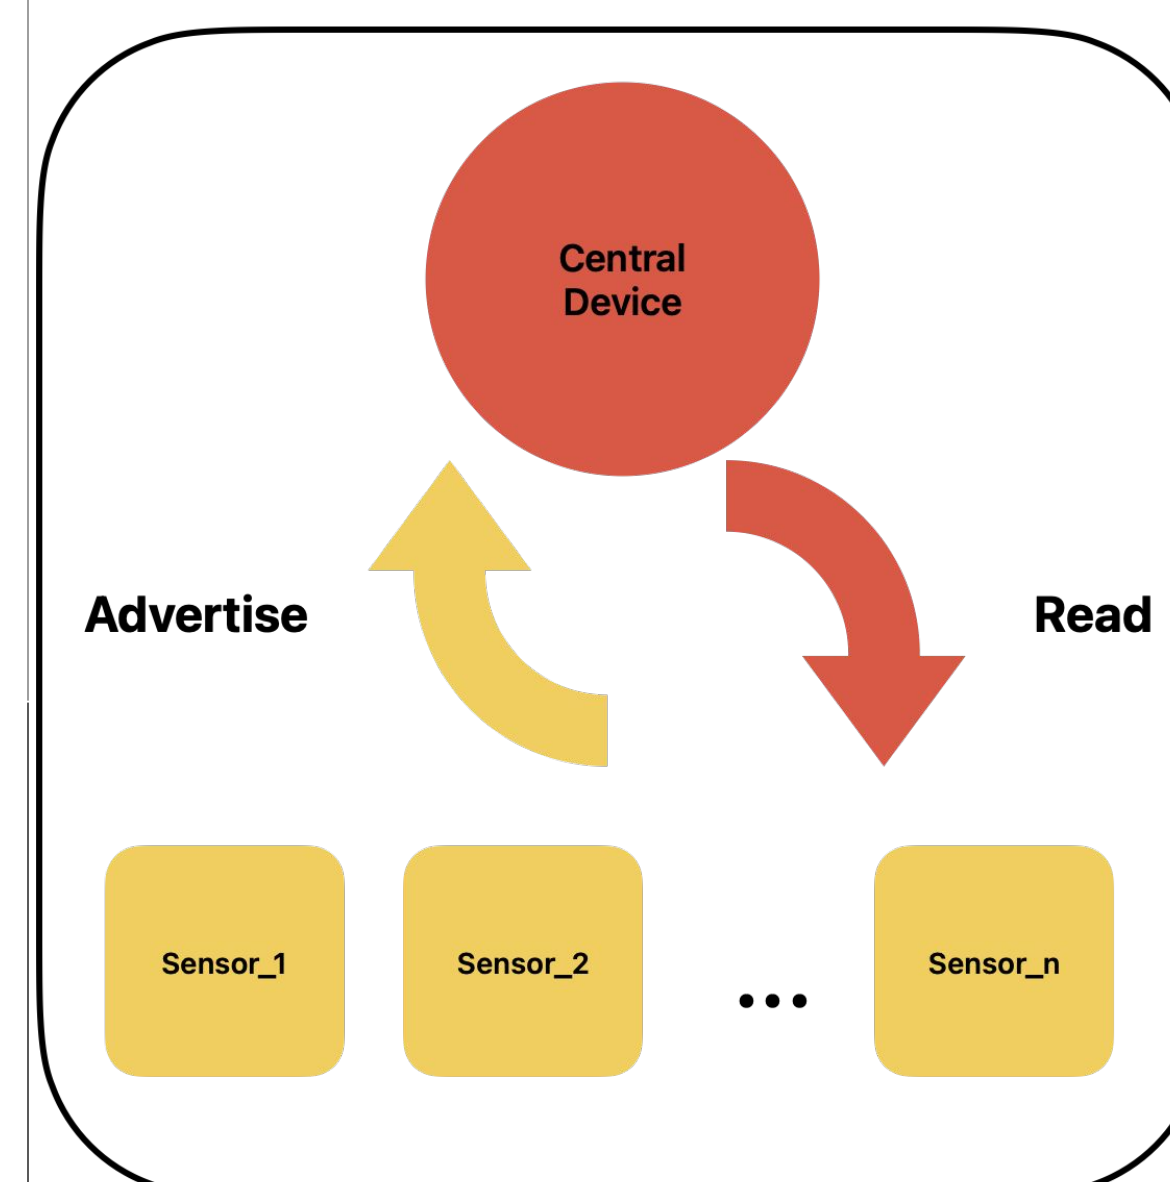 Central
Device
Advertise
Read
Sensor_1
Sensor_2
...
Sensor_n